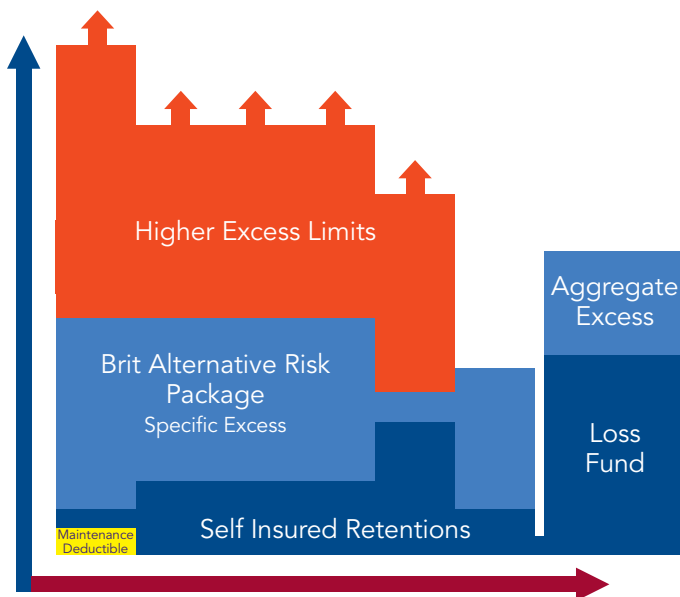 Higher Excess Limits
Aggregate
Excess
Brit Alternative Risk
Package
Specific Excess
Loss
Fund
Self Insured Retentions
Maintenance
Deductible